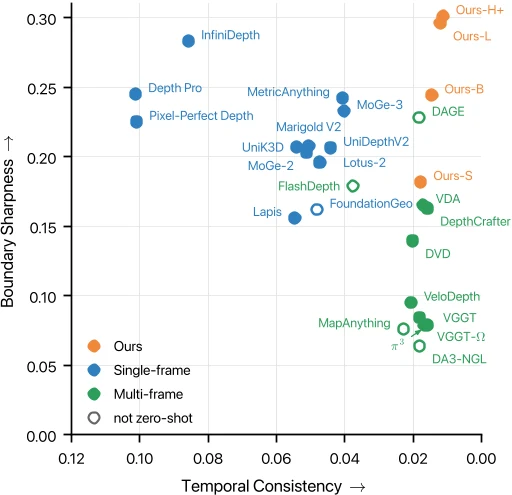 0.30
0.25
0.20
0.15
0.10
0.05
0.00
Boundary Sharpness →
Ours-H+
Ours-L
InfiniDepth
Depth Pro
Pixel-Perfect Depth
MetricAnything
MoGe-3
Ours-B
DAGE
Marigold V2
UniK3D
UniDepthV2
MoGe-2
Lotus-2
FlashDepth
Ours-S
Lapis
FoundationGeo
VDA
DepthCrafter
DVD
VeloDepth
MapAnything
VGGT
π³
VGGT-Ω
DA3-NGL
Ours
Single-frame
Multi-frame
not zero-shot
0.12 0.10 0.08 0.06 0.04 0.02 0.00
Temporal Consistency →